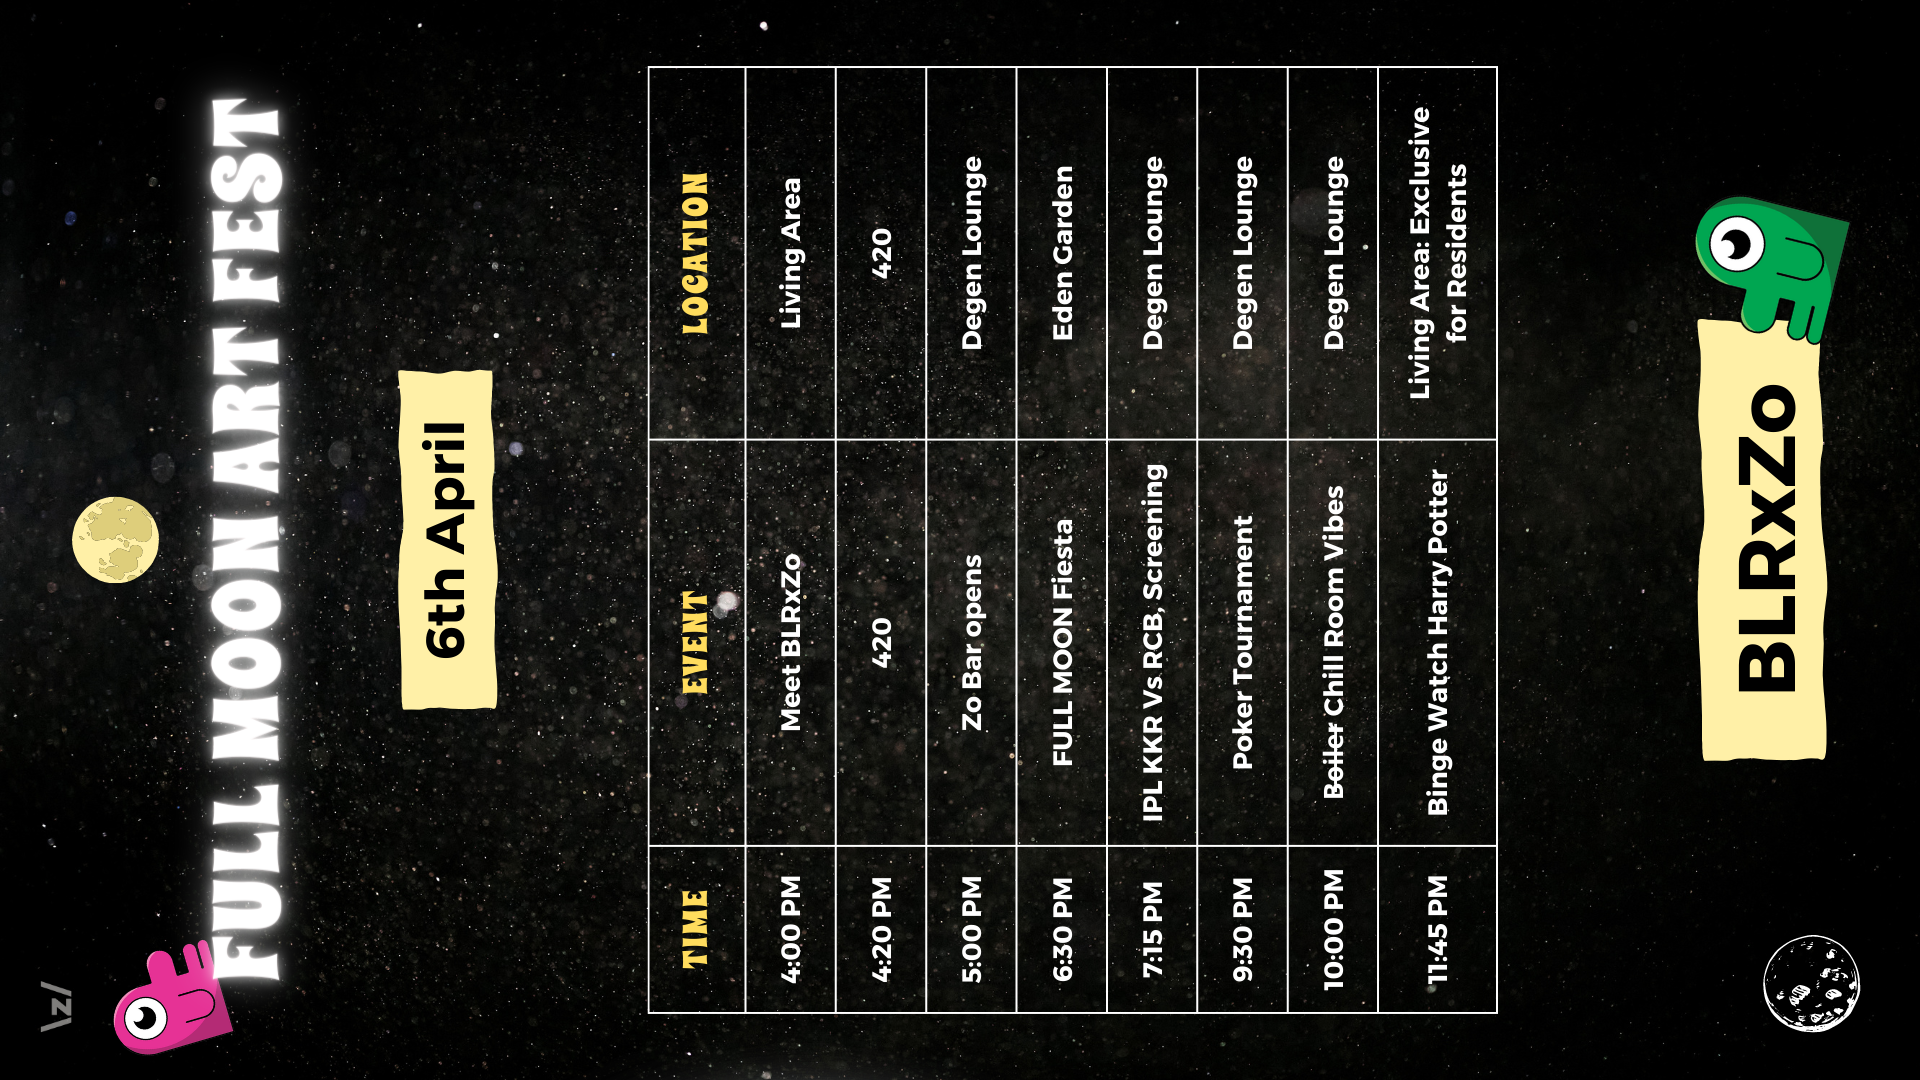 \z/
FULL MOON ART FEST
6th April
TIME EVENT LOCATION
4:00 PM Meet BLRxZo Living Area
4:20 PM 420 420
5:00 PM Zo Bar opens Degen Lounge
6:30 PM FULL MOON Fiesta Eden Garden
7:15 PM IPL KKR Vs RCB, Screening Degen Lounge
9:30 PM Poker Tournament Degen Lounge
10:00 PM Boiler Chill Room Vibes Degen Lounge
11:45 PM Binge Watch Harry Potter Living Area: Exclusive
for Residents
BLRxZo